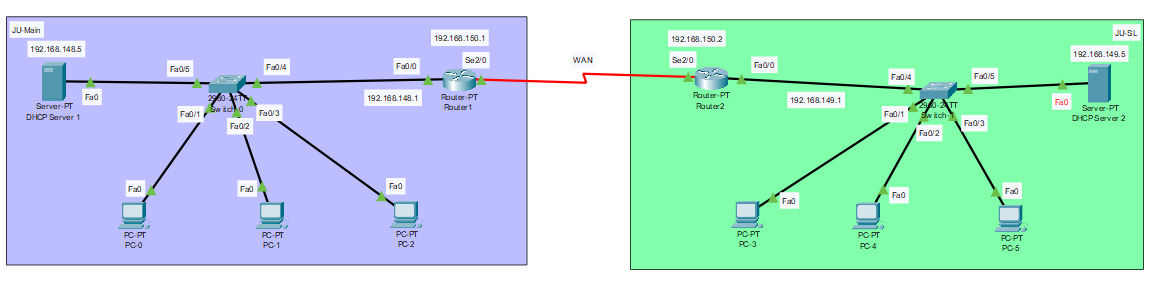 JU-Main
192.168.148.5
Fa0/5
Fa0
Server-PT
DHCP Server 1
Fa0/4
2960-24TT
Switch-0
Fa0/1
Fa0/2
Fa0/3
Fa0/0
192.168.148.1
192.168.150.1
Se2/0
Router-PT
Router1
Fa0
PC-PT
PC-0
Fa0
PC-PT
PC-1
Fa0
PC-PT
PC-2
WAN
JU-SL
192.168.150.2
Se2/0
Fa0/0
Router-PT
Router2
192.168.149.1
Fa0/4
Fa0/5
2960-24TT
Fa0/1
Fa0/2
Fa0/3
192.168.149.5
Fa0
Server-PT
DHCP Server 2
Fa0
PC-PT
PC-3
Fa0
PC-PT
PC-4
Fa0
PC-PT
PC-5